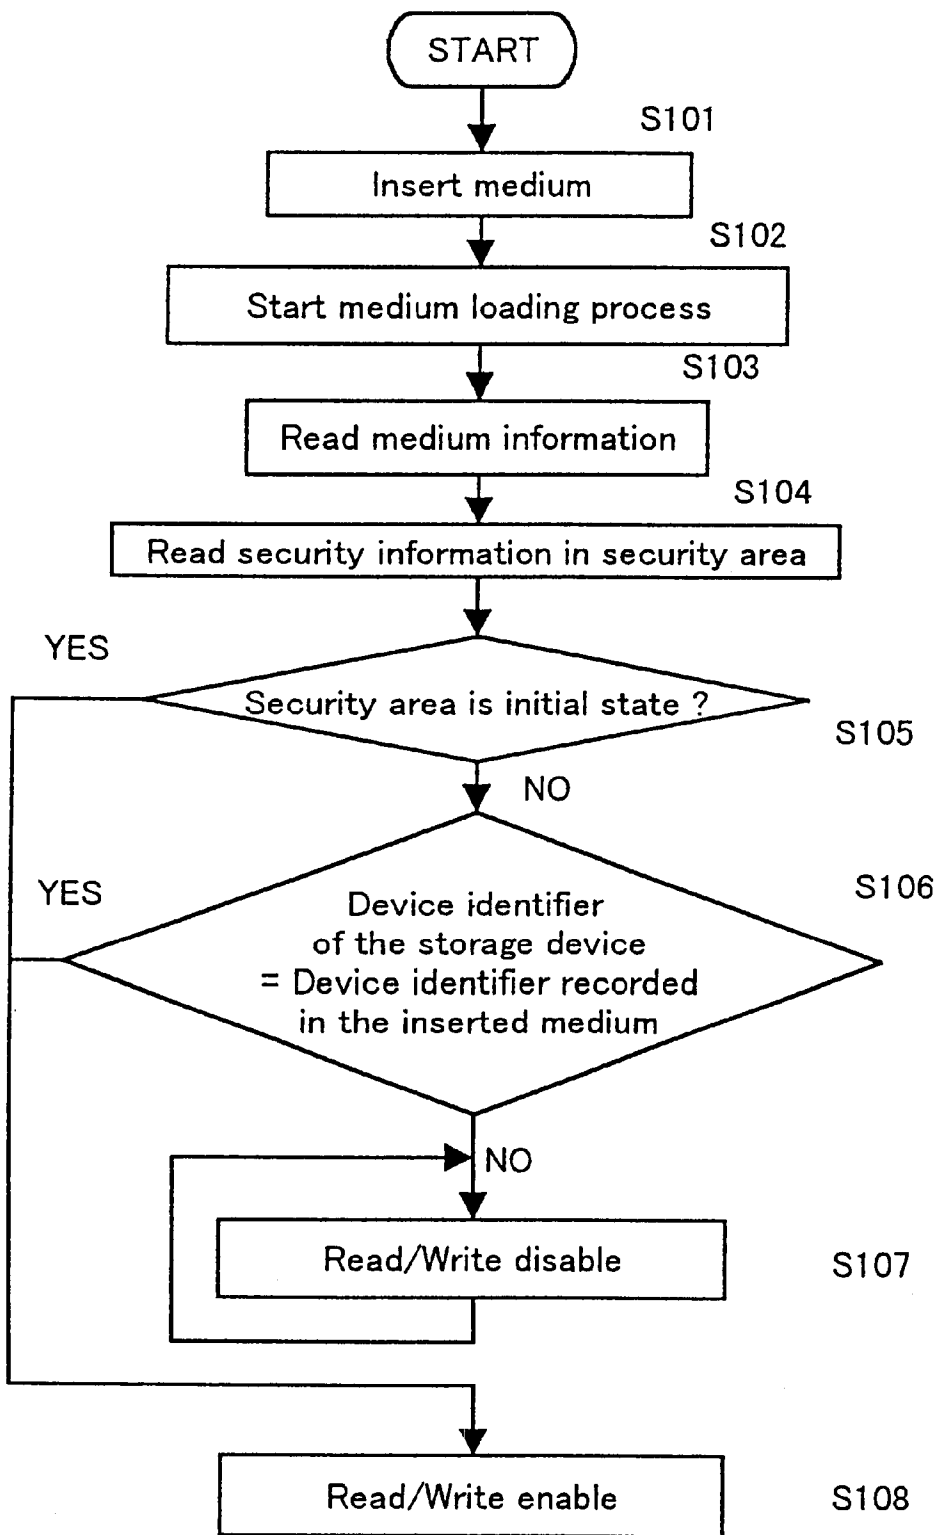 START
S101
Insert medium
S102
Start medium loading process
S103
Read medium information
S104
Read security information in security area
YES
Security area is initial state ?
S105
NO
YES
S106
Device identifier
of the storage device
= Device identifier recorded
in the inserted medium
NO
Read/Write disable
S107
Read/Write enable
S108